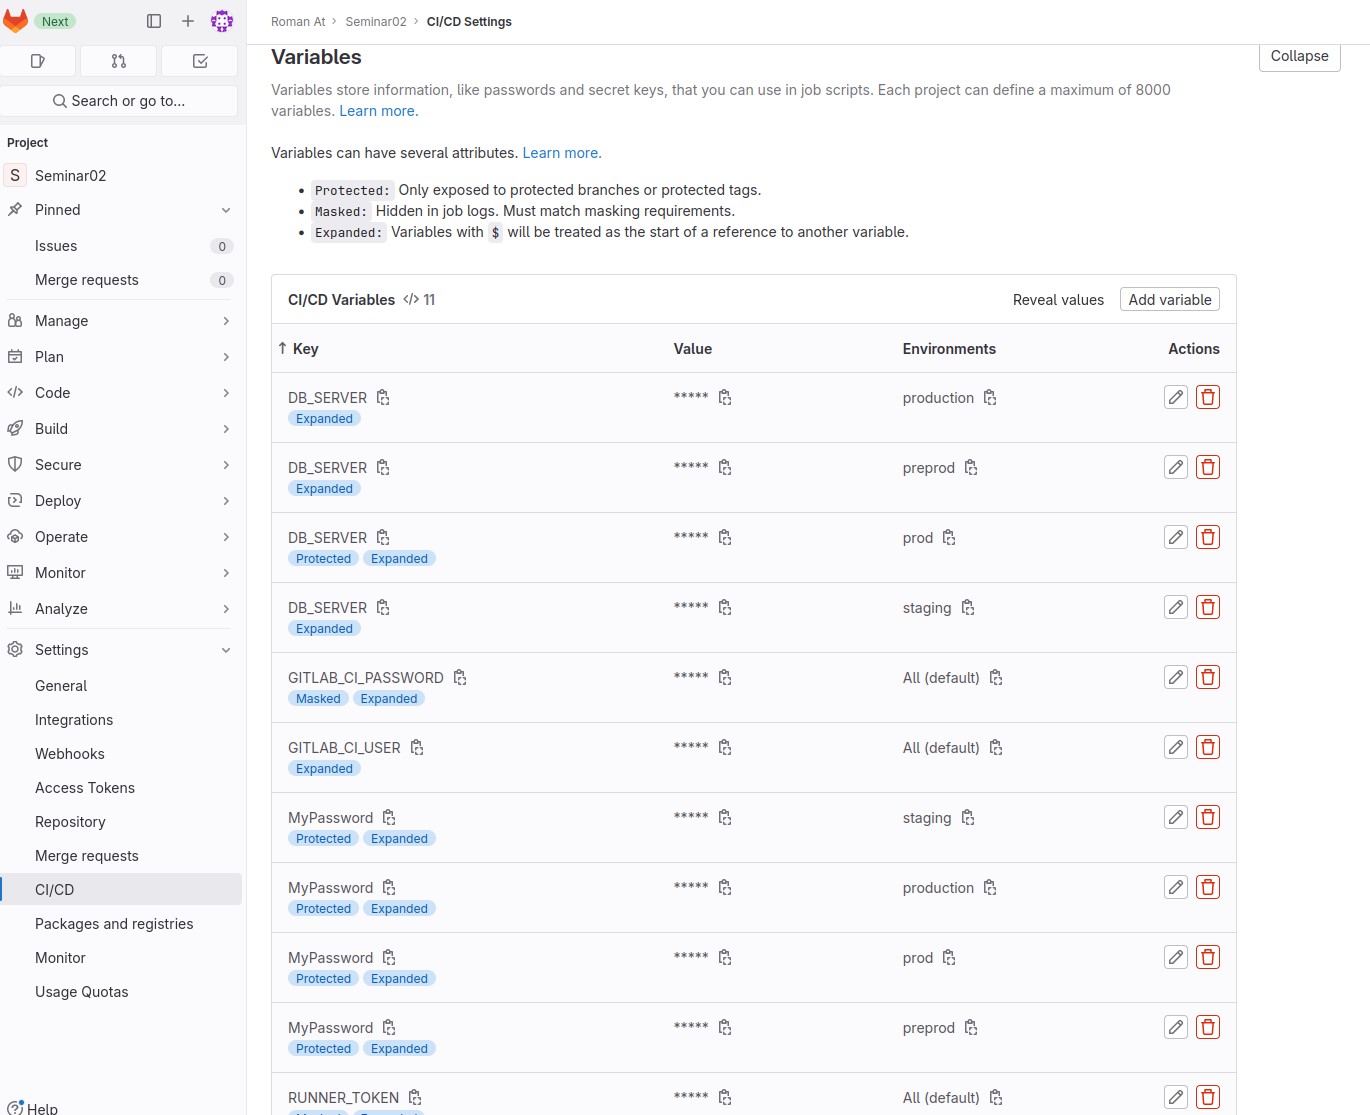 Next
Roman At › Seminar02 › CI/CD Settings
Search or go to...
Project
S Seminar02
Pinned
Issues 0
Merge requests 0
Manage
Plan
Code
Build
Secure
Deploy
Operate
Monitor
Analyze
Settings
General
Integrations
Webhooks
Access Tokens
Repository
Merge requests
CI/CD
Packages and registries
Monitor
Usage Quotas
Help
Variables
Collapse
Variables store information, like passwords and secret keys, that you can use in job scripts. Each project can define a maximum of 8000
variables. Learn more.
Variables can have several attributes. Learn more.
• Protected: Only exposed to protected branches or protected tags.
• Masked: Hidden in job logs. Must match masking requirements.
• Expanded: Variables with $ will be treated as the start of a reference to another variable.
CI/CD Variables </> 11 Reveal values Add variable
↑ Key Value Environments Actions
DB_SERVER ***** production
Expanded
DB_SERVER ***** preprod
Expanded
DB_SERVER ***** prod
Protected Expanded
DB_SERVER ***** staging
Expanded
GITLAB_CI_PASSWORD ***** All (default)
Masked Expanded
GITLAB_CI_USER ***** All (default)
Expanded
MyPassword ***** staging
Protected Expanded
MyPassword ***** production
Protected Expanded
MyPassword ***** prod
Protected Expanded
MyPassword ***** preprod
Protected Expanded
RUNNER_TOKEN ***** All (default)